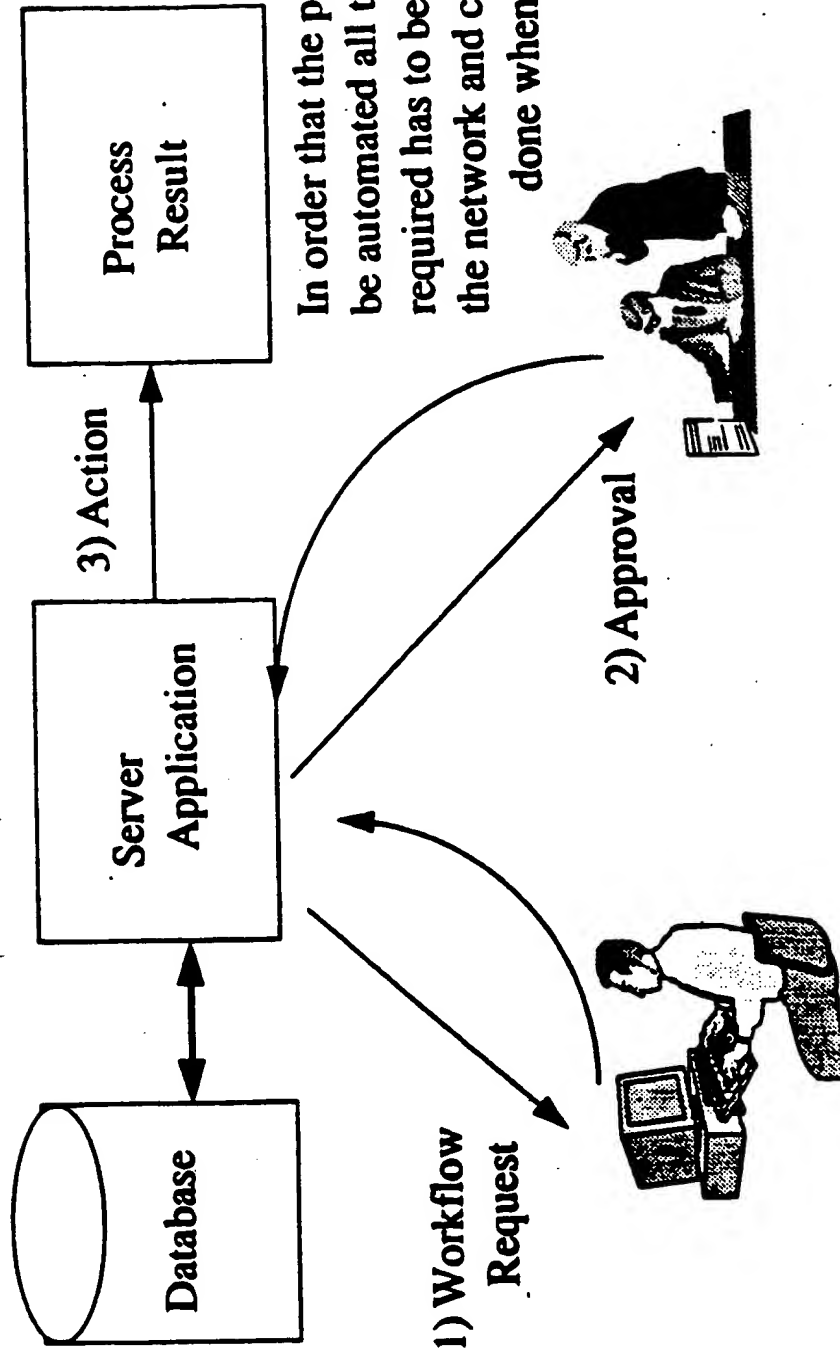 Database
Server
Application
3) Action
Process
Result
1) Workflow
Request
2) Approval
In order that the
be automated all
required has to be
the network and
done when